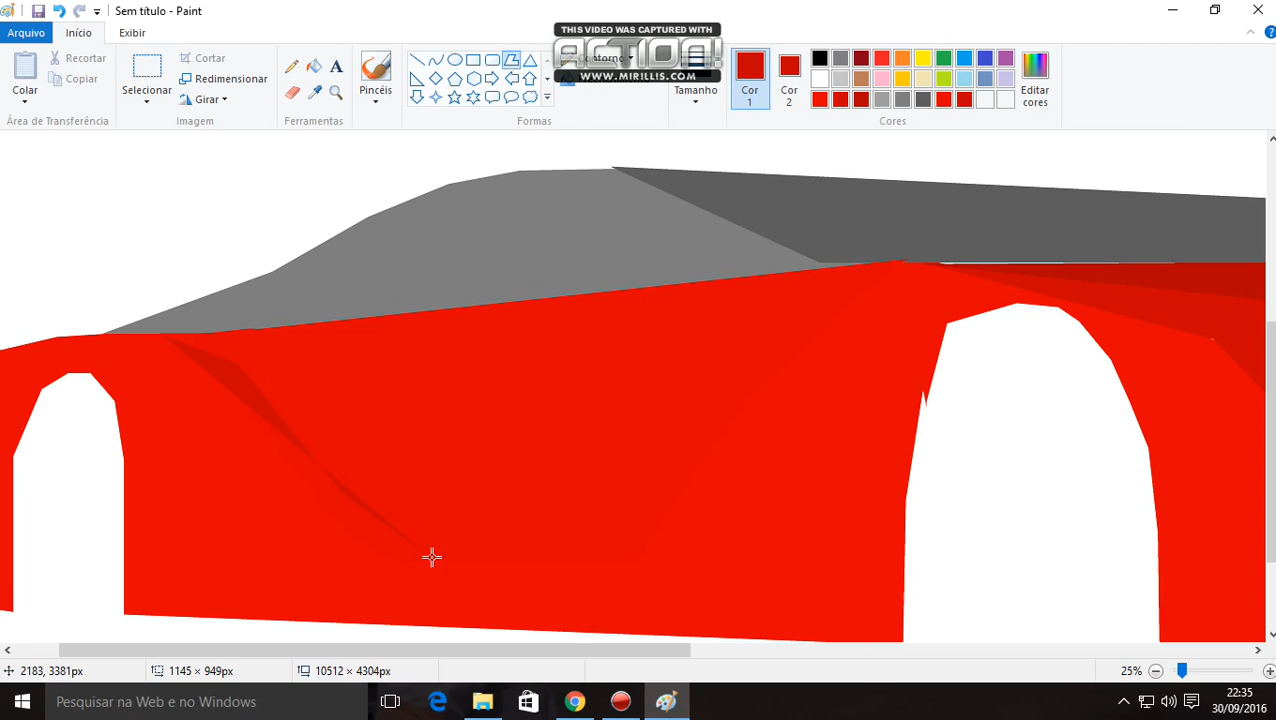 Sem título - Paint
THIS VIDEO WAS CAPTURED WITH
ACTION!
WWW.MIRILLIS.COM
Arquivo
Início
Exibir
Colar
Recortar
Copiar
Área de Transferência
Selecionar
Cortar
Redimensionar
Girar
Imagem
A
Ferramentas
Pincéis
Contorno
Formas
Tamanho
Cor
1
Cor
2
Editar
cores
Cores
2183, 3381px
1145 × 949px
10512 × 4304px
25%
Pesquisar na Web e no Windows
22:35
30/09/2016